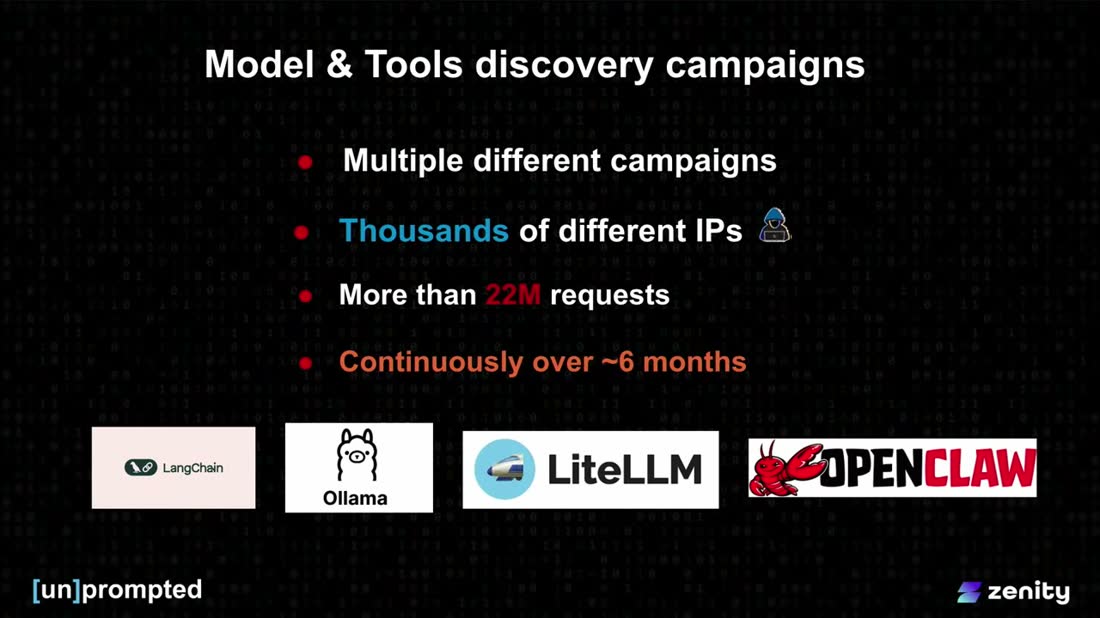 Model & Tools discovery campaigns
Multiple different campaigns
Thousands of different IPs
More than 22M requests
Continuously over ~6 months
LangChain
Ollama
LiteLLM
OPENCLAW
[un]prompted
zenity